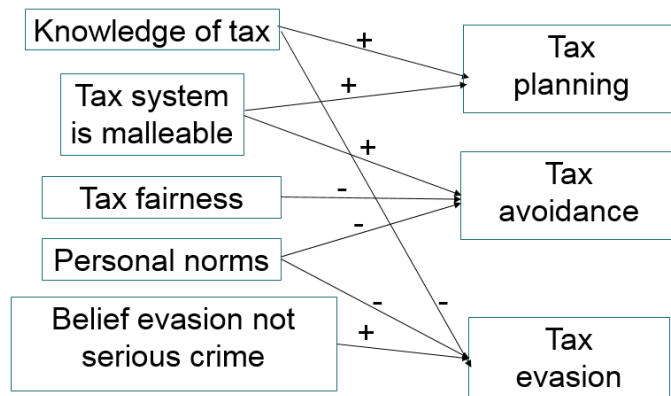 Knowledge of tax
+
Tax
planning
Tax system
is malleable
+
+
Tax
avoidance
Tax fairness
-
Personal norms
-
-
-
Belief evasion not
serious crime
+
Tax
evasion